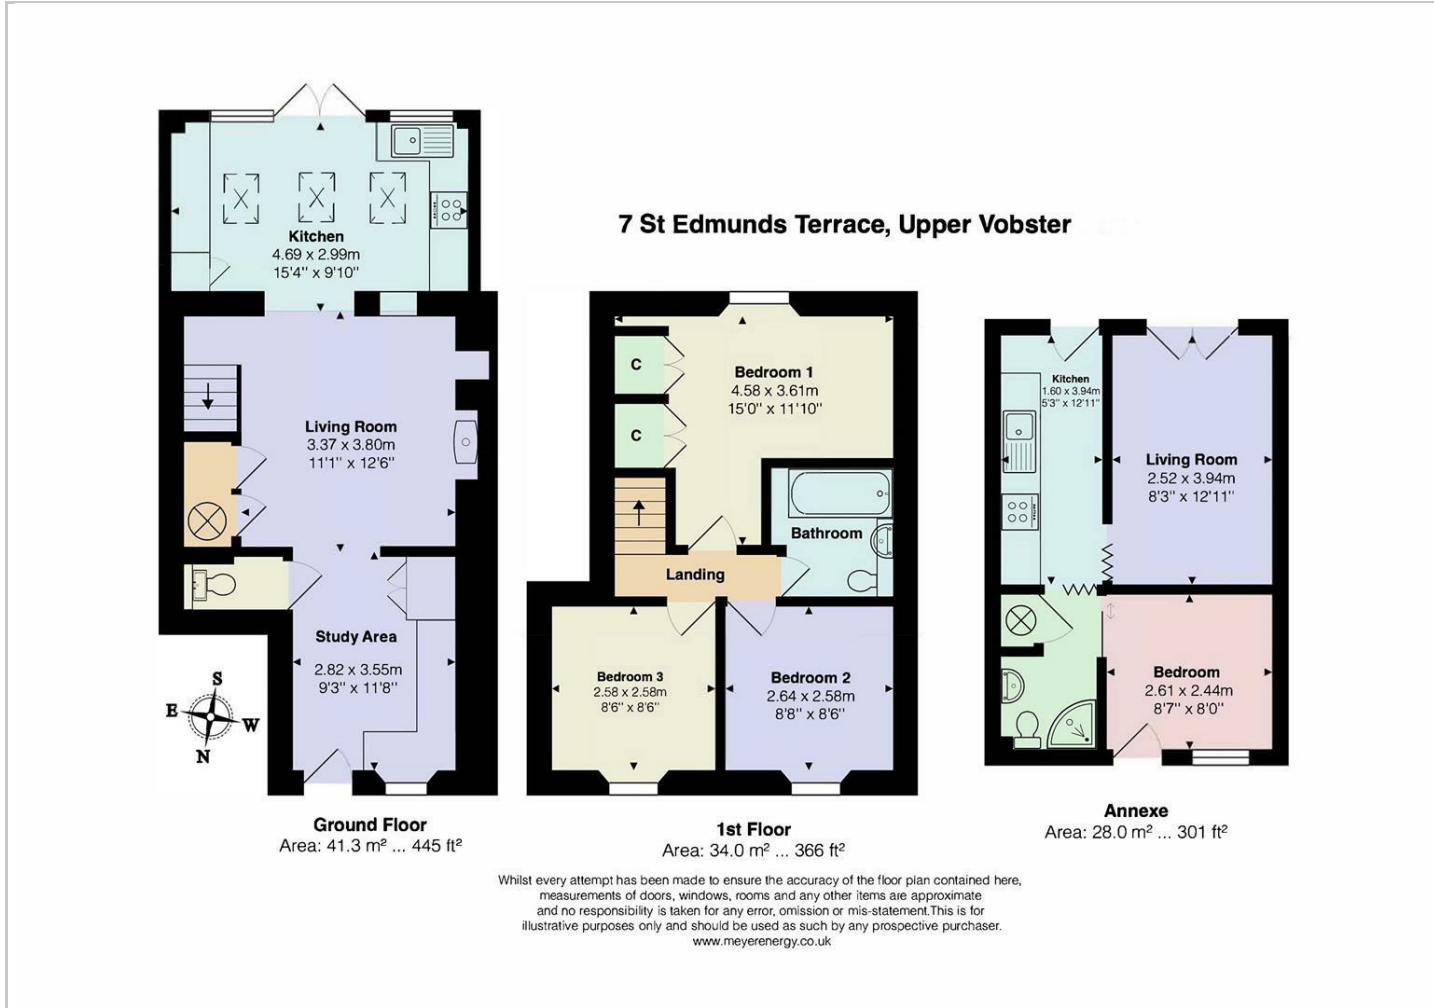 7 St Edmunds Terrace, Upper Vobster
Kitchen
4.69 x 2.99m
15'4'' x 9'10''
Living Room
3.37 x 3.80m
11'1'' x 12'6''
Study Area
2.82 x 3.55m
9'3'' x 11'8''
S
E
W
N
Ground Floor
Area: 41.3 m² ... 445 ft²
C
C
Bedroom 1
4.58 x 3.61m
15'0'' x 11'10''
Bathroom
Landing
Bedroom 3
2.58 x 2.58m
8'6'' x 8'6''
Bedroom 2
2.64 x 2.58m
8'8'' x 8'6''
1st Floor
Area: 34.0 m² ... 366 ft²
Kitchen
1.60 x 3.94m
5'3'' x 12'11''
Living Room
2.52 x 3.94m
8'3'' x 12'11''
Bedroom
2.61 x 2.44m
8'7'' x 8'0''
Annexe
Area: 28.0 m² ... 301 ft²
Whilst every attempt has been made to ensure the accuracy of the floor plan contained here,
measurements of doors, windows, rooms and any other items are approximate
and no responsibility is taken for any error, omission or mis-statement.This is for
illustrative purposes only and should be used as such by any prospective purchaser.
www.meyerenergy.co.uk